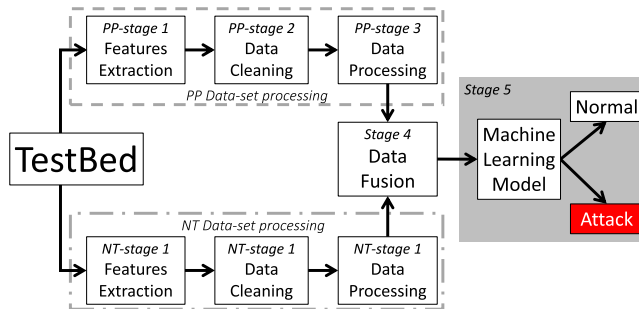 PP-stage 1
Features
Extraction
PP-stage 2
Data
Cleaning
PP-stage 3
Data
Processing
PP Data-set processing
TestBed
Stage 4
Data
Fusion
Stage 5
Machine
Learning
Model
Normal
Attack
NT Data-set processing
NT-stage 1
Features
Extraction
NT-stage 1
Data
Cleaning
NT-stage 1
Data
Processing